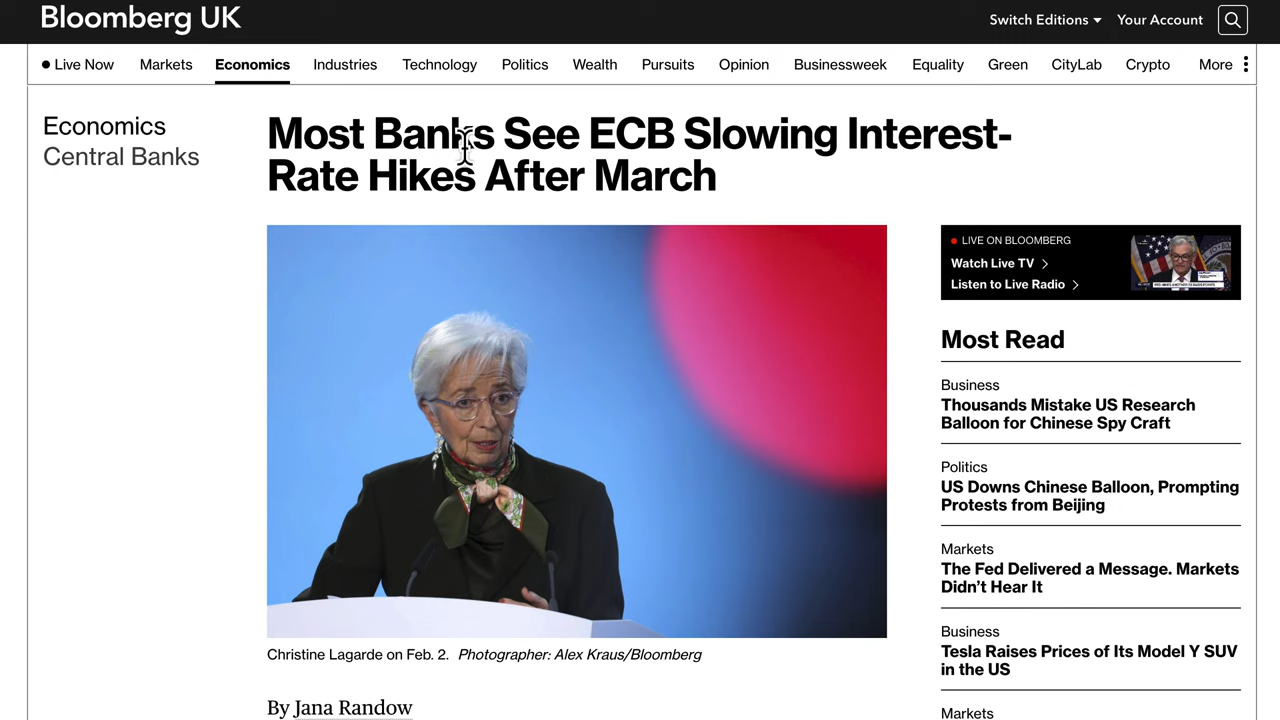 Bloomberg UK
Switch Editions
Your Account
Live Now
Markets
Economics
Industries
Technology
Politics
Wealth
Pursuits
Opinion
Businessweek
Equality
Green
CityLab
Crypto
More
Economics
Central Banks
Most Banks See ECB Slowing Interest-
Rate Hikes After March
Christine Lagarde on Feb. 2. Photographer: Alex Kraus/Bloomberg
By Jana Randow
LIVE ON BLOOMBERG
Watch Live TV
Listen to Live Radio
Most Read
Business
Thousands Mistake US Research
Balloon for Chinese Spy Craft
Politics
US Downs Chinese Balloon, Prompting
Protests from Beijing
Markets
The Fed Delivered a Message. Markets
Didn't Hear It
Business
Tesla Raises Prices of Its Model Y SUV
in the US
Markets